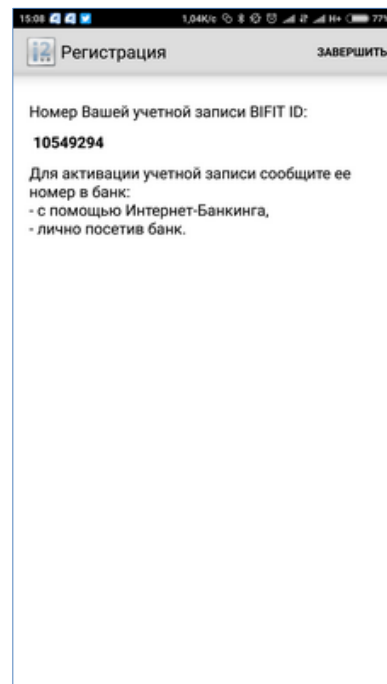 15:08 1,04K/c H+ 77%
i2 Регистрация ЗАВЕРШИТЬ
Номер Вашей учетной записи BIFIT ID:
10549294
Для активации учетной записи сообщите ее
номер в банк:
- с помощью Интернет-Банкинга,
- лично посетив банк.